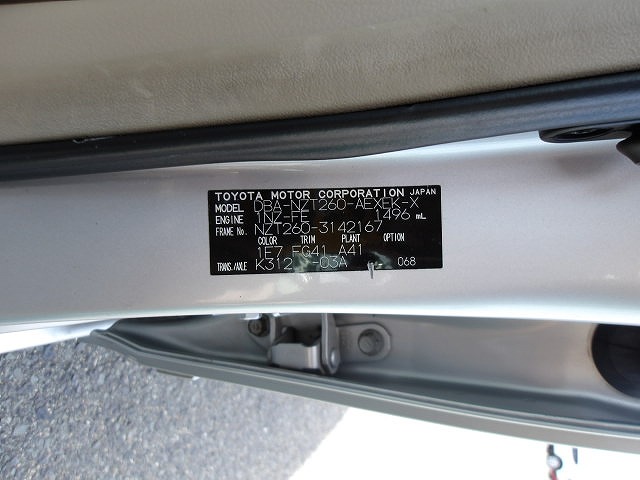 TOYOTA MOTOR CORPORATION JAPAN
MODEL DBA-NZT260-AEXEK-X
ENGINE 1NZ-FE 1496 mL
FRAME No. NZT260-3142167
COLOR TRIM PLANT OPTION
1E7 FG41 A41
TRANS./AXLE K312 -03A 068